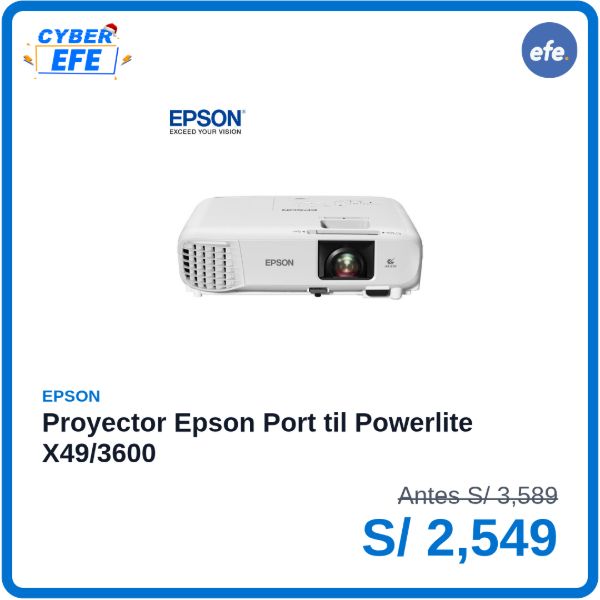 CYBER
EFE
efe.
EPSON
EXCEED YOUR VISION
EPSON
EPSON
EPSON
Proyector Epson Port til Powerlite
X49/3600
Antes S/ 3,589
S/ 2,549